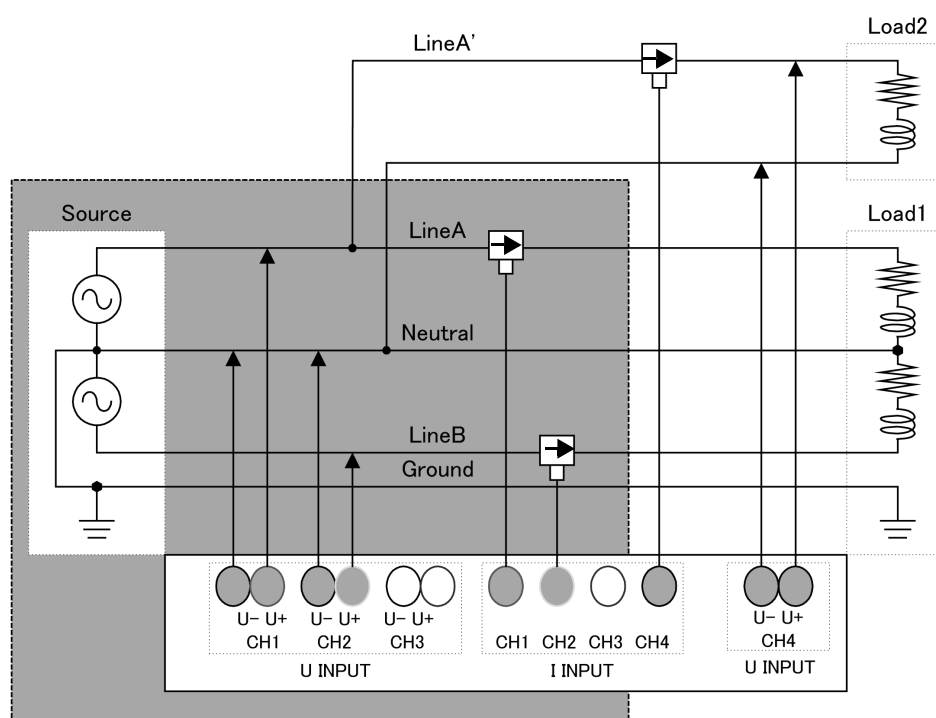 Load2
LineA'
Source
LineA
Load1
Neutral
LineB
Ground
U- U+ U- U+ U- U+
CH1 CH2 CH3
U INPUT
CH1 CH2 CH3 CH4
I INPUT
U- U+
CH4
U INPUT